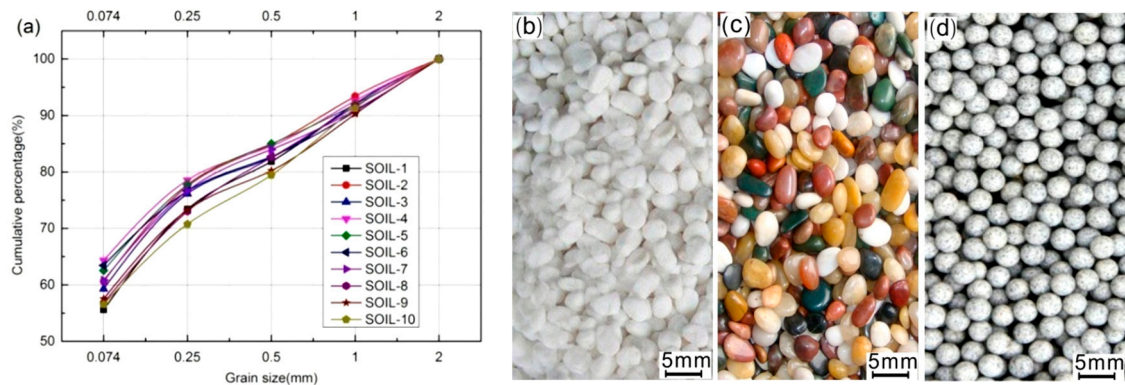 (a)
0.074 0.25 0.5 1 2
100
90
80
70
60
50
Cumulative percentage(%)
SOIL-1
SOIL-2
SOIL-3
SOIL-4
SOIL-5
SOIL-6
SOIL-7
SOIL-8
SOIL-9
SOIL-10
0.074 0.25 0.5 1 2
Grain size(mm)
(b)
5mm
(c)
5mm
(d)
5mm